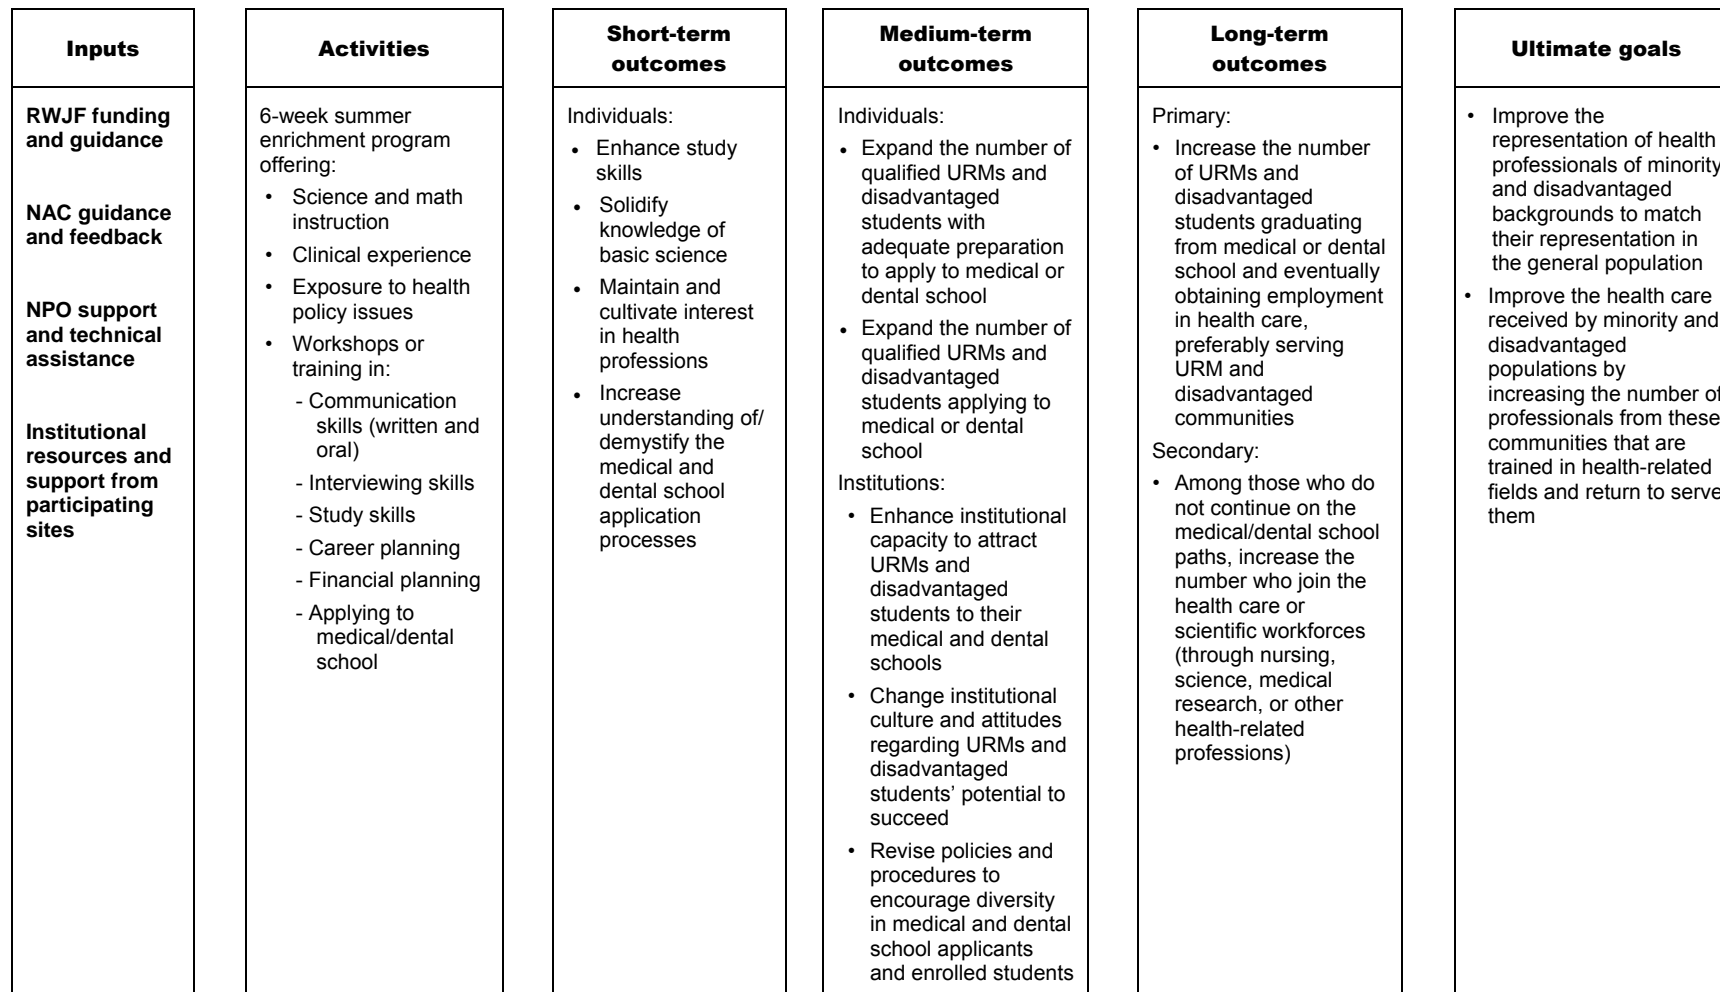 Inputs
RWJF funding
and guidance
NAC guidance
and feedback
NPO support
and technical
assistance
Institutional
resources and
support from
participating
sites
Activities
6-week summer
enrichment program
offering:
• Science and math
instruction
• Clinical experience
• Exposure to health
policy issues
• Workshops or
training in:
- Communication
skills (written and
oral)
- Interviewing skills
- Study skills
- Career planning
- Financial planning
- Applying to
medical/dental
school
Short-term
outcomes
Individuals:
• Enhance study
skills
• Solidify
knowledge of
basic science
• Maintain and
cultivate interest
in health
professions
• Increase
understanding of/
demystify the
medical and
dental school
application
processes
Medium-term
outcomes
Individuals:
• Expand the number of
qualified URMs and
disadvantaged
students with
adequate preparation
to apply to medical or
dental school
• Expand the number of
qualified URMs and
disadvantaged
students applying to
medical or dental
school
Institutions:
• Enhance institutional
capacity to attract
URMs and
disadvantaged
students to their
medical and dental
schools
• Change institutional
culture and attitudes
regarding URMs and
disadvantaged
students’ potential to
succeed
• Revise policies and
procedures to
encourage diversity
in medical and dental
school applicants
and enrolled students
Long-term
outcomes
Primary:
• Increase the number
of URMs and
disadvantaged
students graduating
from medical or dental
school and eventually
obtaining employment
in health care,
preferably serving
URM and
disadvantaged
communities
Secondary:
• Among those who do
not continue on the
medical/dental school
paths, increase the
number who join the
health care or
scientific workforces
(through nursing,
science, medical
research, or other
health-related
professions)
Ultimate goals
• Improve the
representation of health
professionals of minority
and disadvantaged
backgrounds to match
their representation in
the general population
• Improve the health care
received by minority and
disadvantaged
populations by
increasing the number of
professionals from these
communities that are
trained in health-related
fields and return to serve
them